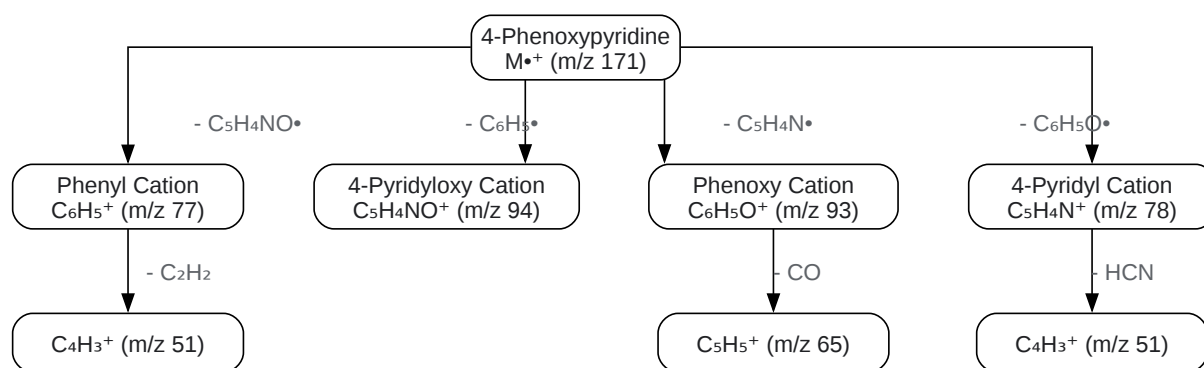 4-Phenoxypyridine
M•⁺ (m/z 171)
- C₅H₄NO•
- C₆H₅•
- C₅H₄N•
- C₆H₅O•
Phenyl Cation
C₆H₅⁺ (m/z 77)
4-Pyridyloxy Cation
C₅H₄NO⁺ (m/z 94)
Phenoxy Cation
C₆H₅O⁺ (m/z 93)
4-Pyridyl Cation
C₅H₄N⁺ (m/z 78)
- C₂H₂
- CO
- HCN
C₄H₃⁺ (m/z 51)
C₅H₅⁺ (m/z 65)
C₄H₃⁺ (m/z 51)